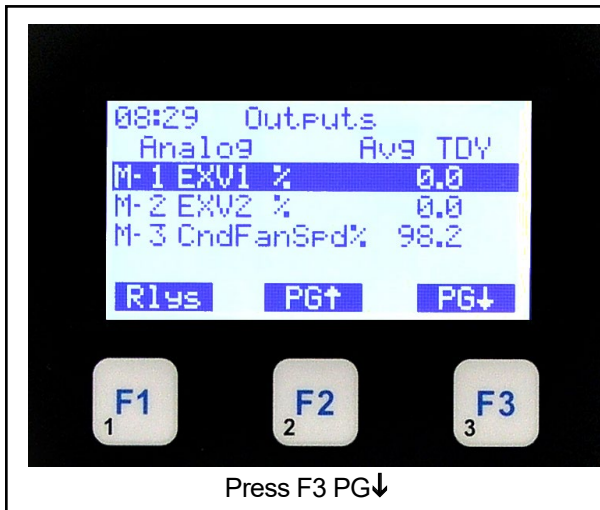 08:29 Outputs
Analog Avg TDY
M- 1 EXV1 % 0.0
M- 2 EXV2 % 0.0
M- 3 CndFanSpd% 98.2
Rlys PG↑ PG↓
F1 F2 F3
1 2 3
Press F3 PG↓